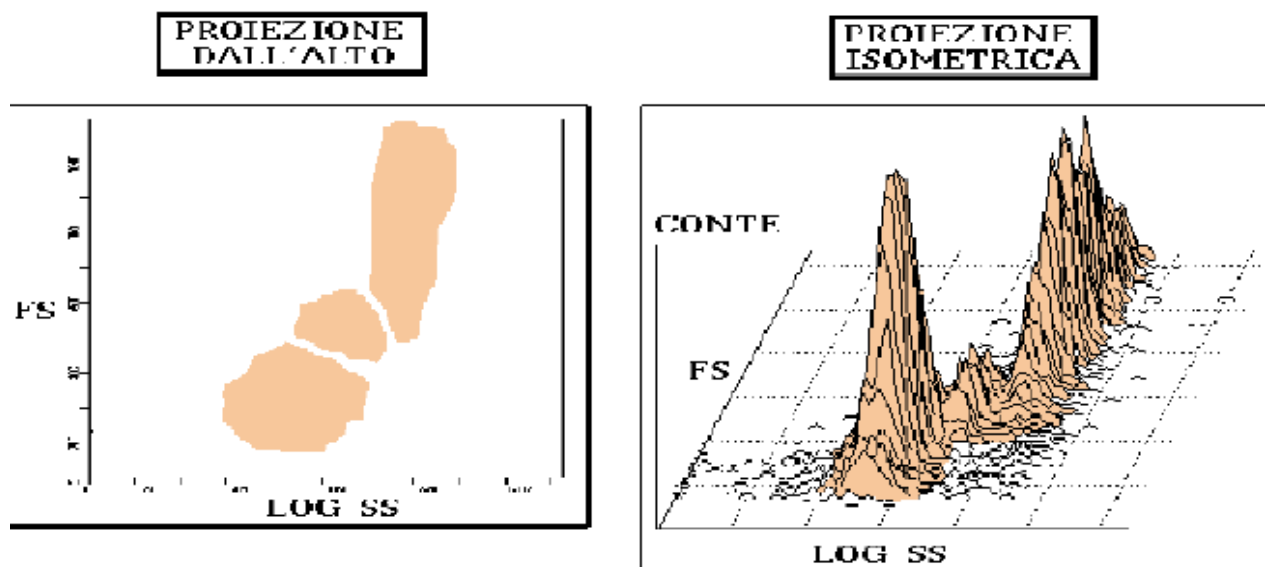 PROIEZIONE
DALL'ALTO
FS
LOG SS
PROIEZIONE
ISOMETRICA
CONTE
FS
LOG SS